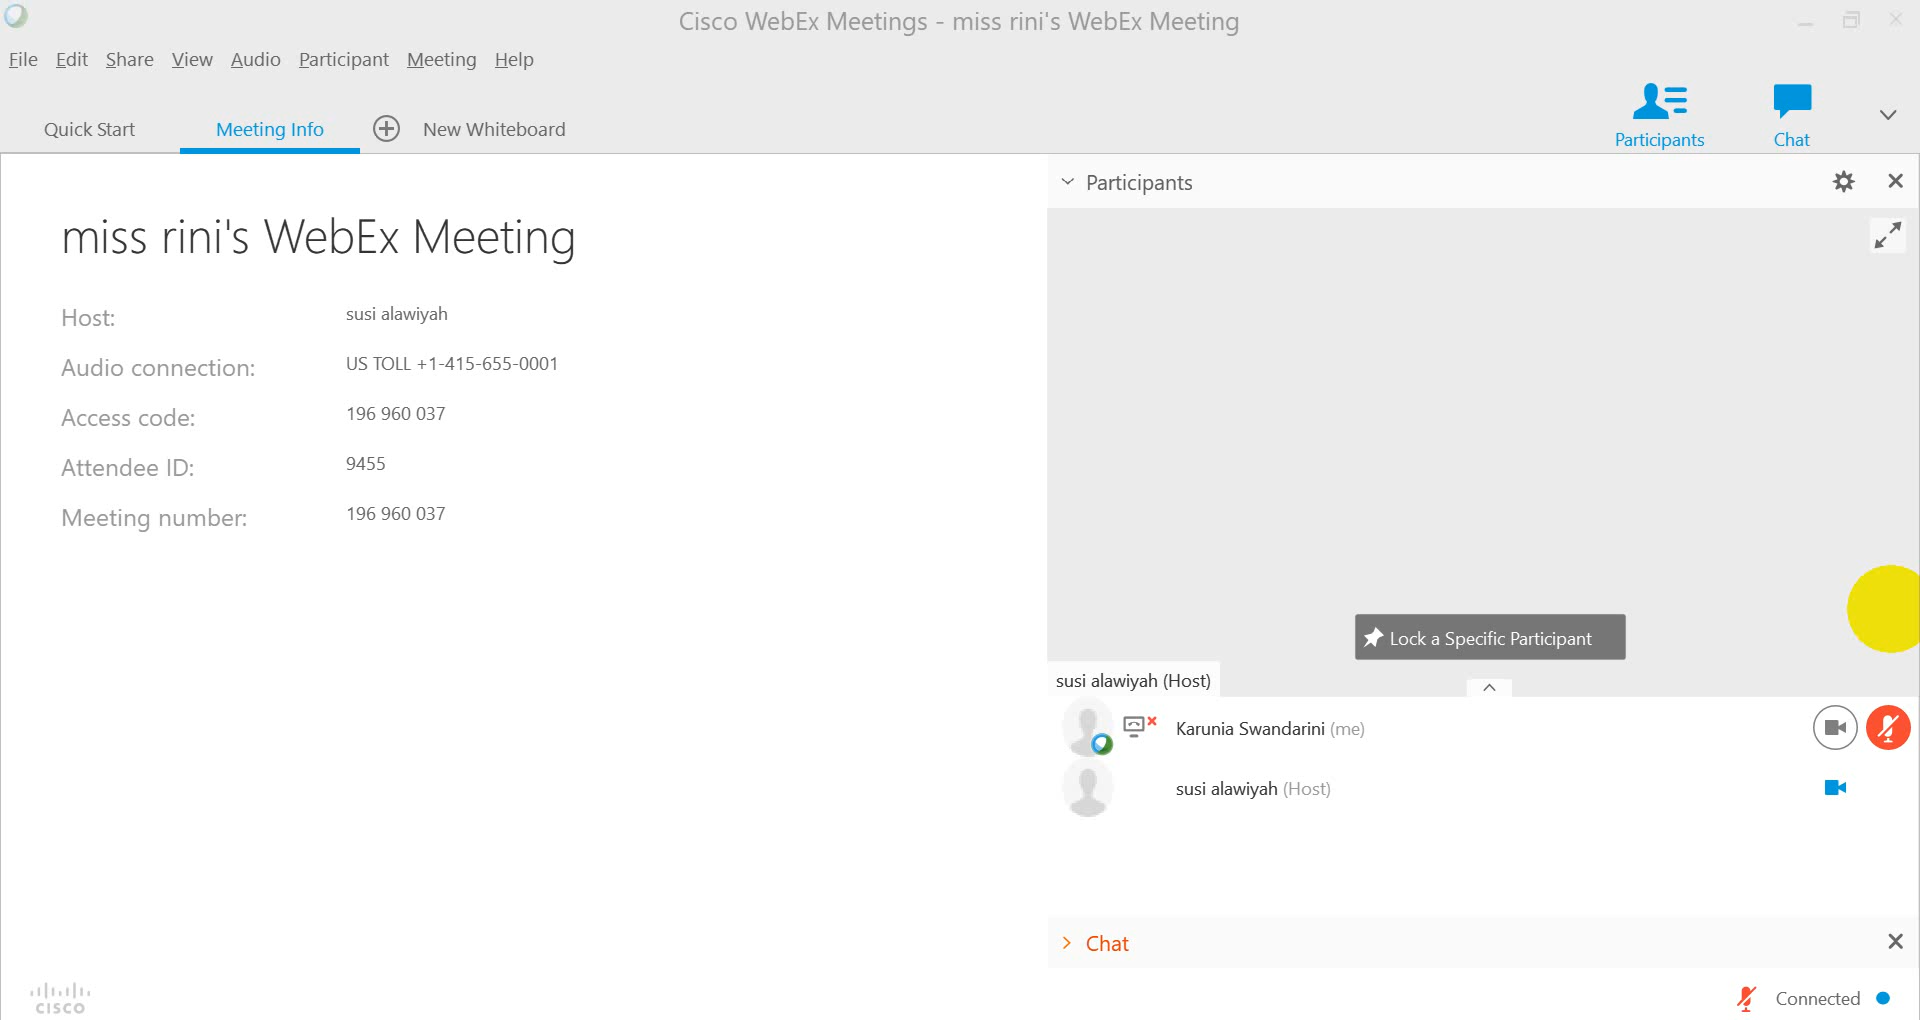 Cisco WebEx Meetings - miss rini's WebEx Meeting
File Edit Share View Audio Participant Meeting Help
Quick Start Meeting Info New Whiteboard
Participants Chat
Participants
miss rini's WebEx Meeting
Host: susi alawiyah
Audio connection: US TOLL +1-415-655-0001
Access code: 196 960 037
Attendee ID: 9455
Meeting number: 196 960 037
Lock a Specific Participant
susi alawiyah (Host)
Karunia Swandarini (me)
susi alawiyah (Host)
Chat
CISCO
Connected